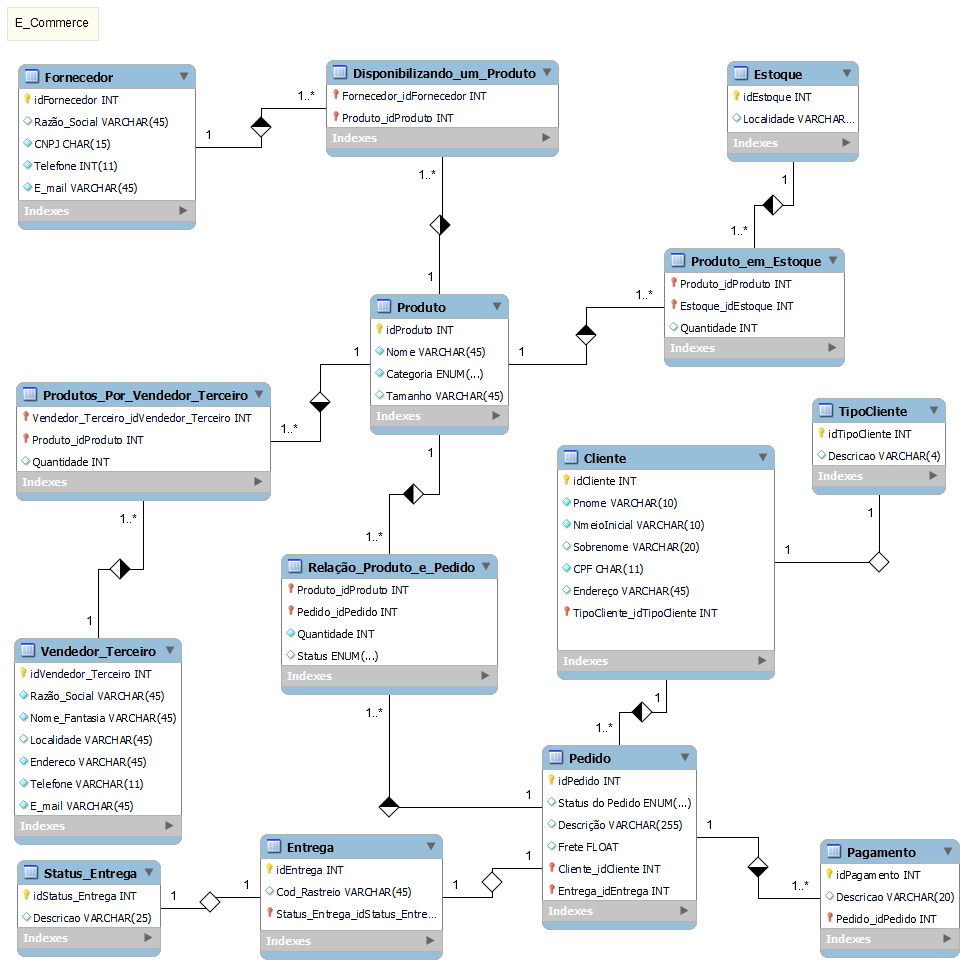 E_Commerce
Fornecedor
idFornecedor INT
Razão_Social VARCHAR(45)
CNPJ CHAR(15)
Telefone INT(11)
E_mail VARCHAR(45)
Indexes
1
1..*
Disponibilizando_um_Produto
Fornecedor_idFornecedor INT
Produto_idProduto INT
Indexes
1..*
1
Estoque
idEstoque INT
Localidade VARCHAR...
Indexes
1
1..*
Produto_em_Estoque
Produto_idProduto INT
Estoque_idEstoque INT
Quantidade INT
Indexes
1..*
1
Produto
idProduto INT
Nome VARCHAR(45)
Categoria ENUM(...)
Tamanho VARCHAR(45)
Indexes
1
1..*
Produtos_Por_Vendedor_Terceiro
Vendedor_Terceiro_idVendedor_Terceiro INT
Produto_idProduto INT
Quantidade INT
Indexes
1..*
1
1
1..*
TipoCliente
idTipoCliente INT
Descricao VARCHAR(4)
Indexes
1
1
Cliente
idCliente INT
Pnome VARCHAR(10)
NmeioInicial VARCHAR(10)
Sobrenome VARCHAR(20)
CPF CHAR(11)
Endereço VARCHAR(45)
TipoCliente_idTipoCliente INT
Indexes
1
1..*
Relação_Produto_e_Pedido
Produto_idProduto INT
Pedido_idPedido INT
Quantidade INT
Status ENUM(...)
Indexes
1..*
1
Vendedor_Terceiro
idVendedor_Terceiro INT
Razão_Social VARCHAR(45)
Nome_Fantasia VARCHAR(45)
Localidade VARCHAR(45)
Endereco VARCHAR(45)
Telefone VARCHAR(11)
E_mail VARCHAR(45)
Indexes
Pedido
idPedido INT
Status do Pedido ENUM(...)
Descrição VARCHAR(255)
Frete FLOAT
Cliente_idCliente INT
Entrega_idEntrega INT
Indexes
1
1..*
Pagamento
idPagamento INT
Descricao VARCHAR(20)
Pedido_idPedido INT
Indexes
Entrega
idEntrega INT
Cod_Rastreio VARCHAR(45)
Status_Entrega_idStatus_Entre...
Indexes
1
1
Status_Entrega
idStatus_Entrega INT
Descricao VARCHAR(25)
Indexes
1
1